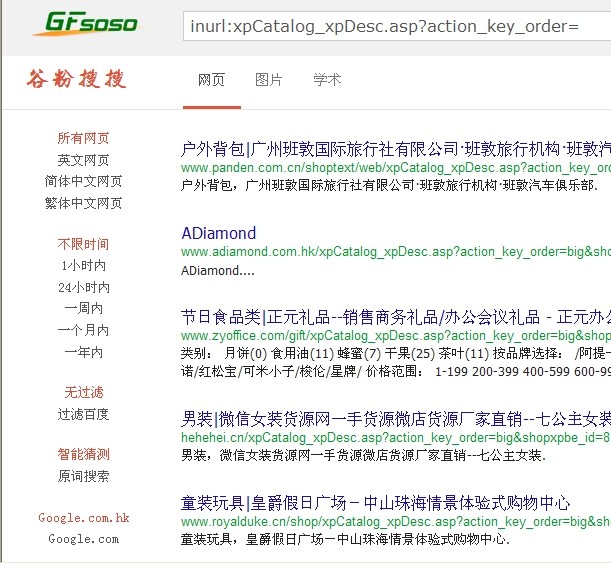 GFsoso
inurl:xpCatalog_xpDesc.asp?action_key_order=
谷粉搜搜
网页 图片 学术
所有网页
英文网页
简体中文网页
繁体中文网页
不限时间
1小时内
24小时内
一周内
一个月内
一年内
无过滤
过滤百度
智能猜测
原词搜索
Google.com.hk
Google.com
户外背包|广州班敦国际旅行社有限公司·班敦旅行机构·班敦汽
www.panden.com.cn/shoptext/web/xpCatalog_xpDesc.asp?action_key_or
户外背包，广州班敦国际旅行社有限公司·班敦旅行机构·班敦汽车俱乐部.
ADiamond
www.adiamond.com.hk/xpCatalog_xpDesc.asp?action_key_order=big&sho
ADiamond....
节日食品类|正元礼品--销售商务礼品/办公会议礼品 - 正元办公
www.zyoffice.com/gift/xpCatalog_xpDesc.asp?action_key_order=big&shop
类别： 月饼(0) 食用油(11) 蜂蜜(7) 干果(25) 茶叶(11) 按品牌选择： /阿提一
诺/红松宝/可米小子/梭伦/星牌/ 价格范围： 1-199 200-399 400-599 600-99
男装|微信女装货源网一手货源微店货源厂家直销--七公主女装
hehehei.cn/xpCatalog_xpDesc.asp?action_key_order=big&shopxpbe_id=8
男装，微信女装货源网一手货源微店货源厂家直销--七公主女装.
童装玩具|皇爵假日广场－中山珠海情景体验式购物中心
www.royalduke.cn/shop/xpCatalog_xpDesc.asp?action_key_order=big&sh
童装玩具，皇爵假日广场－中山珠海情景体验式购物中心.